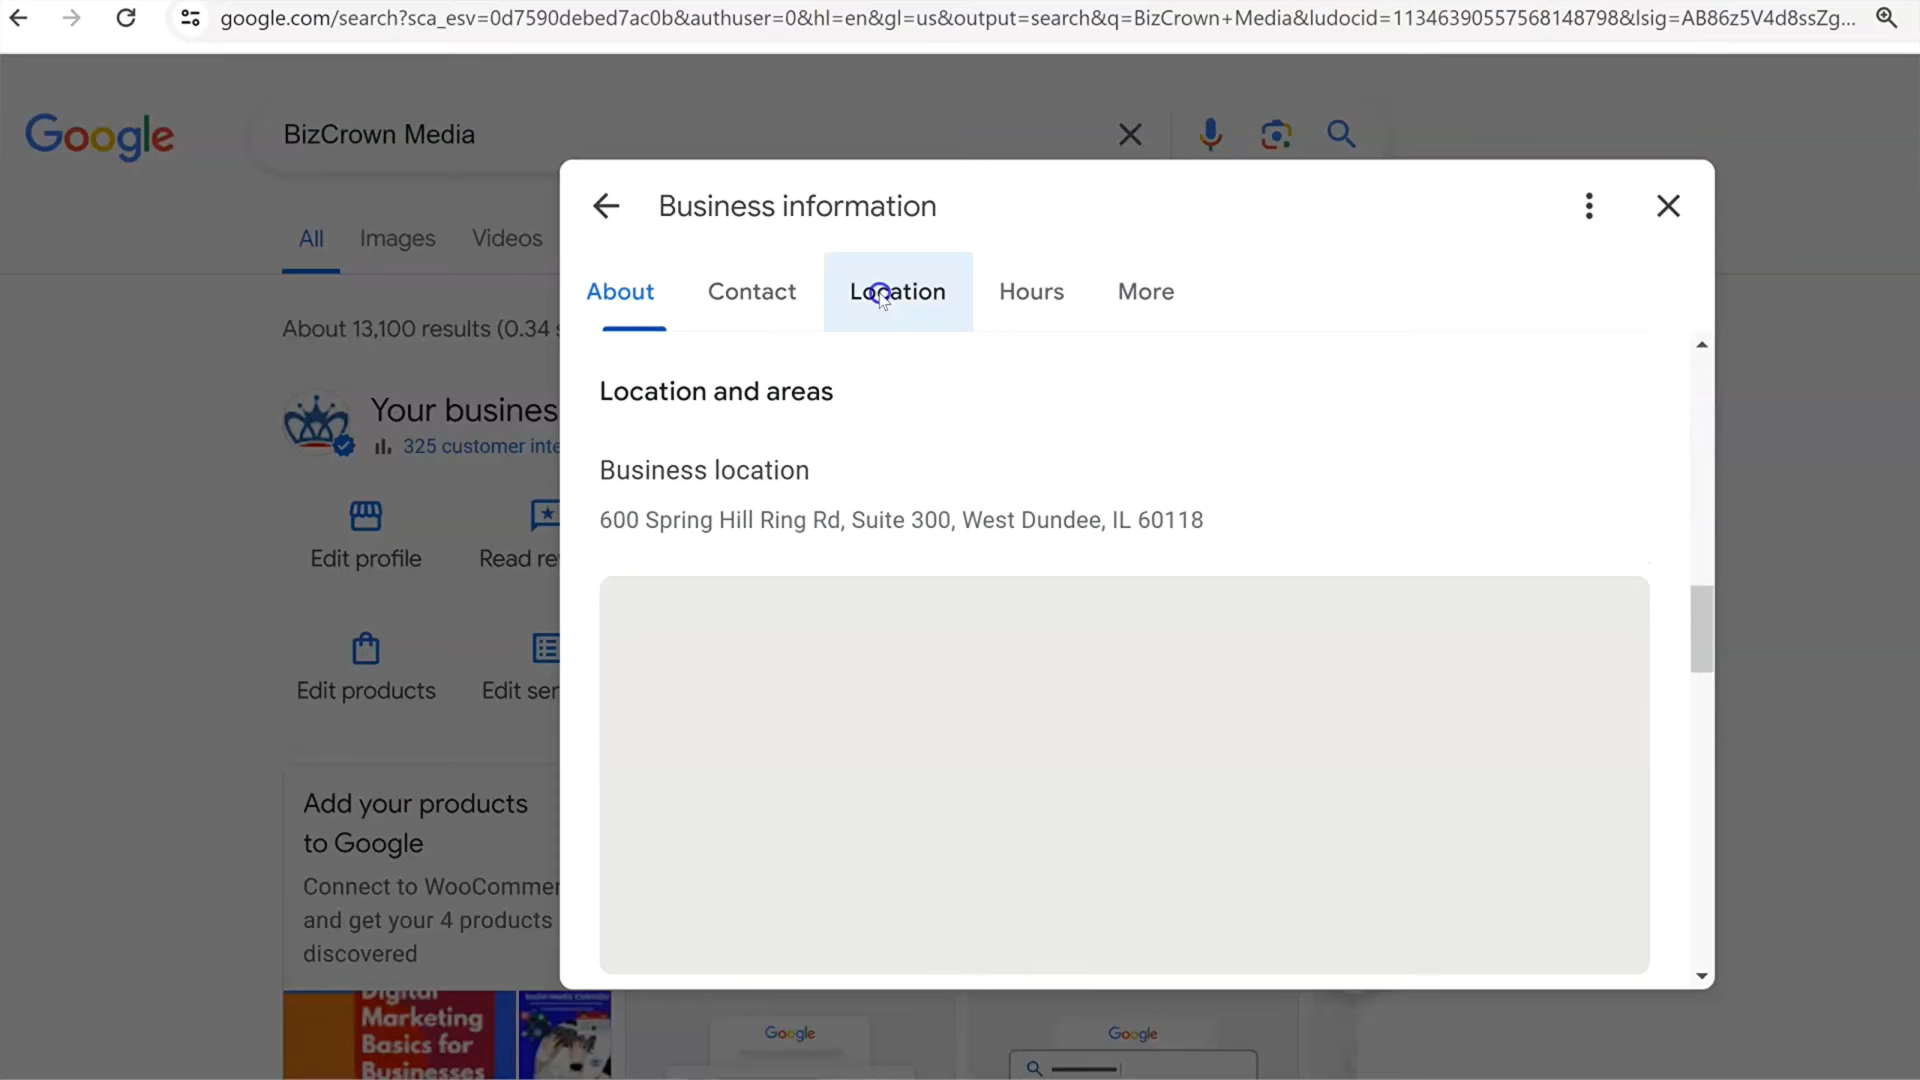 google.com/search?sca_esv=0d7590debed7ac0b&authuser=0&hl=en&gl=us&output=search&q=BizCrown+Media&ludocid=11346390557568148798&lsig=AB86z5V4d8ssZg...
Google
BizCrown Media
Business information
All Images Videos
About Contact Location Hours More
About 13,100 results (0.34 s
Location and areas
Your busines
325 customer inte
Business location
600 Spring Hill Ring Rd, Suite 300, West Dundee, IL 60118
Edit profile
Read re
Edit products
Edit ser
Add your products
to Google
Connect to WooCommer
and get your 4 products
discovered
Digital
Marketing
Basics for
Businesses
Google
Google